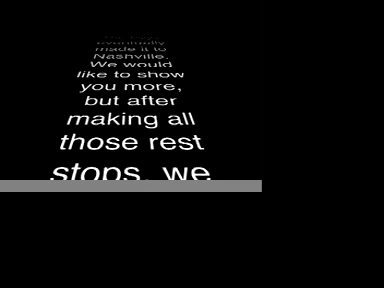 eventually
made it to
Nashville.
We would
like to show
you more,
but after
making all
those rest
stops, we